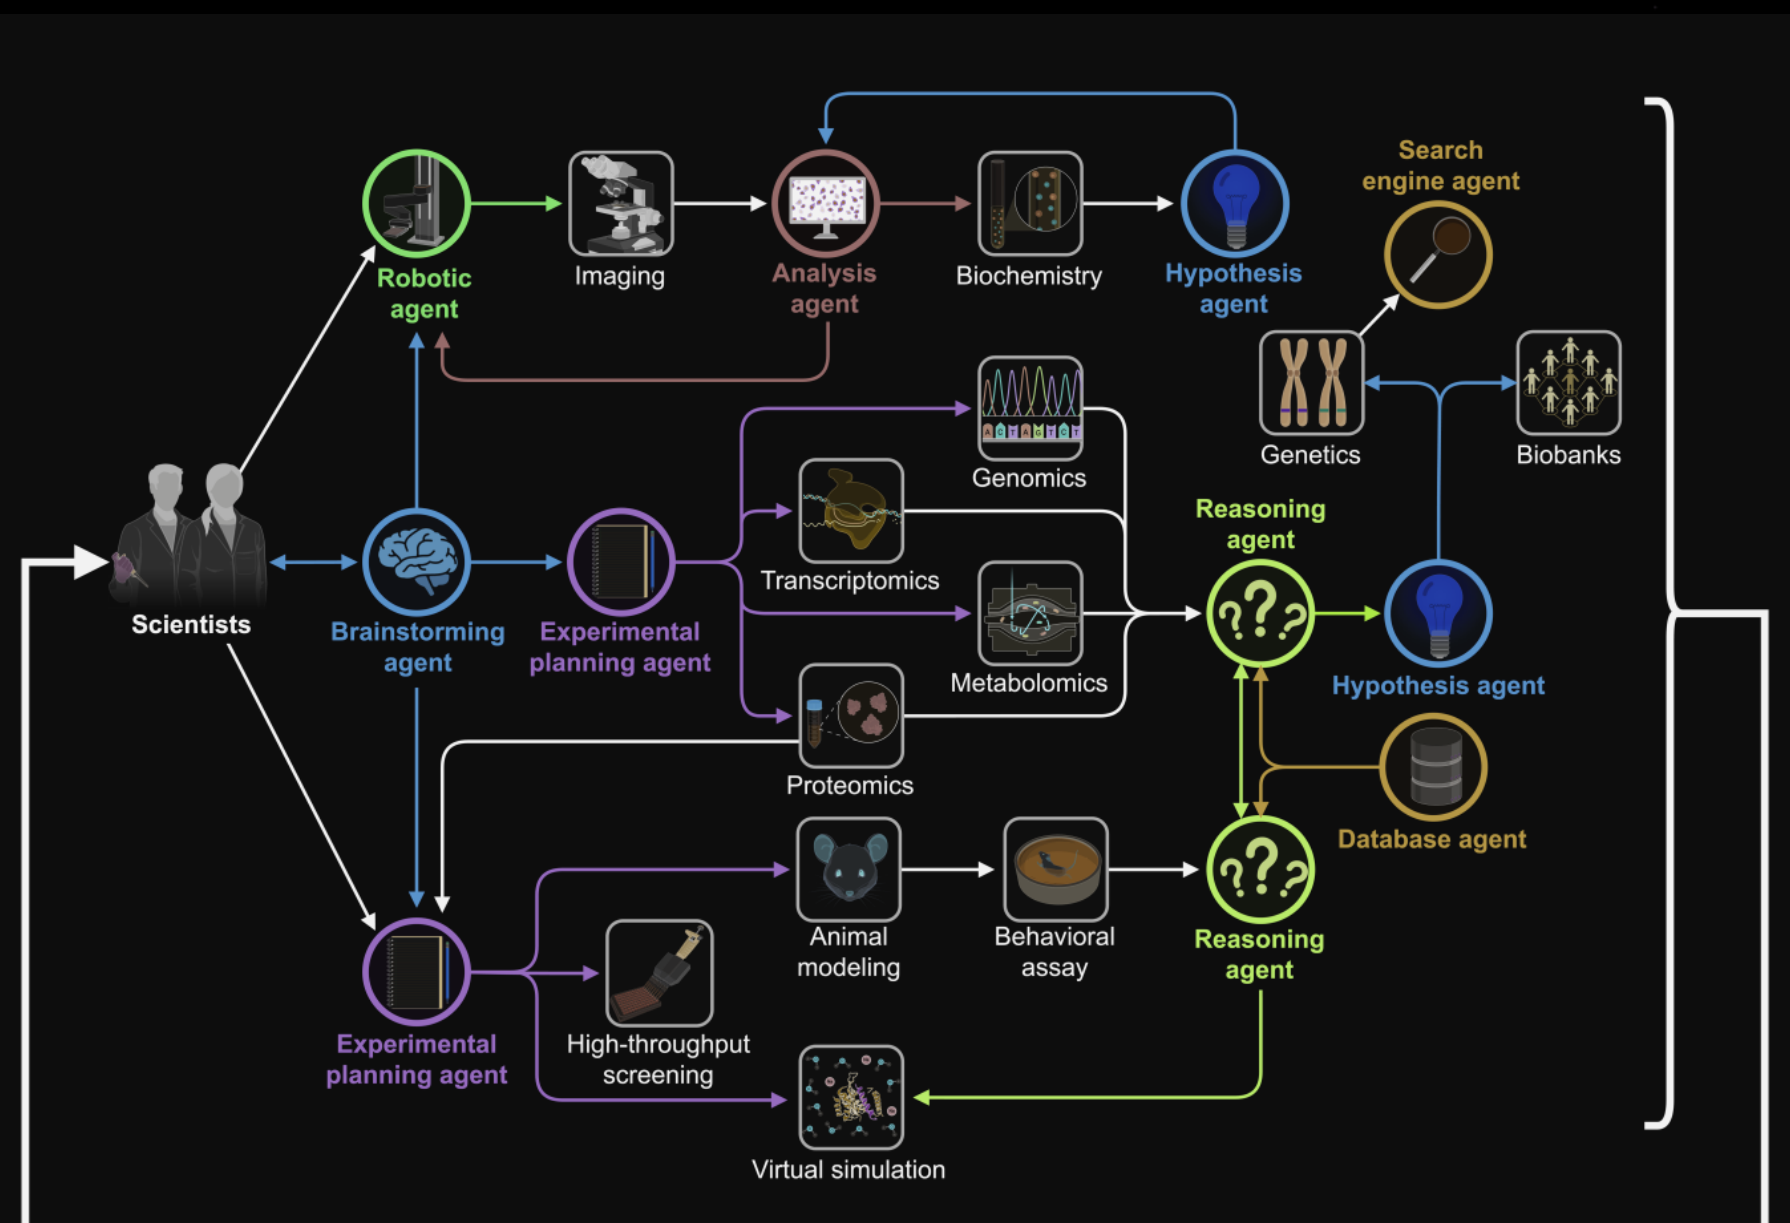 Search
engine agent
Robotic
agent
Imaging
Analysis
agent
Biochemistry
Hypothesis
agent
Genetics
Biobanks
A C T A G T C T
Genomics
Reasoning
agent
Transcriptomics
Scientists
Brainstorming
agent
Experimental
planning agent
Metabolomics
Hypothesis agent
Proteomics
Database agent
Animal
modeling
Behavioral
assay
Reasoning
agent
Experimental
planning agent
High-throughput
screening
Virtual simulation
???
???